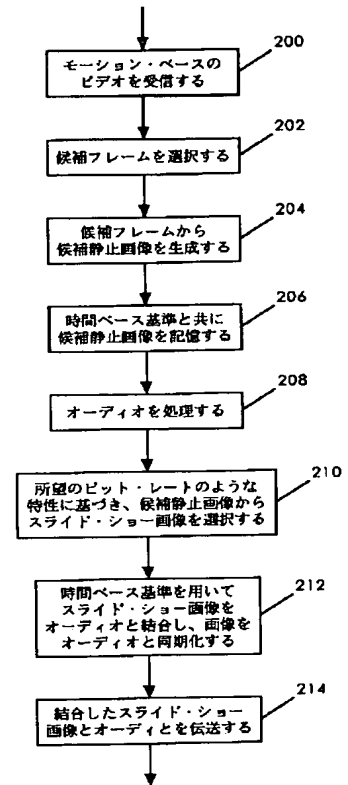 200
モーション・ベースの
ビデオを受信する
202
候補フレームを選択する
204
候補フレームから
候補静止画像を生成する
206
時間ベース基準と共に
候補静止画像を記憶する
208
オーディオを処理する
210
所望のビット・レートのような
特性に基づき、候補静止画像から
スライド・ショー画像を選択する
212
時間ベース基準を用いて
スライド・ショー画像を
オーディオと結合し、画像を
オーディオと同期化する
214
結合したスライド・ショー
画像とオーディとを伝送する